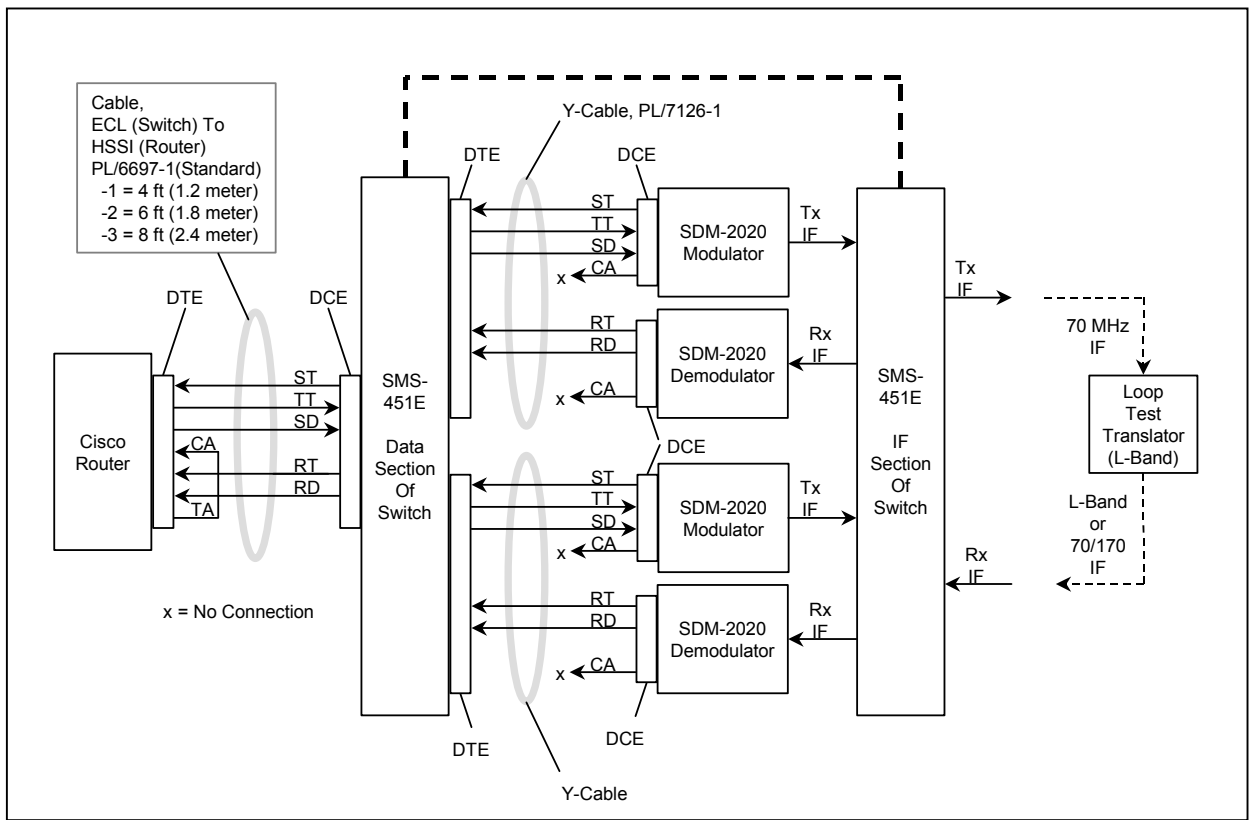 Cable,
ECL (Switch) To
HSSI (Router)
PL/6697-1(Standard)
-1 = 4 ft (1.2 meter)
-2 = 6 ft (1.8 meter)
-3 = 8 ft (2.4 meter)
Y-Cable, PL/7126-1
DTE
DCE
ST
TT
SD
x
CA
SDM-2020
Modulator
Tx
IF
RT
RD
x
CA
SDM-2020
Demodulator
Rx
IF
DCE
ST
TT
SD
x
CA
SDM-2020
Modulator
Tx
IF
RT
RD
x
CA
SDM-2020
Demodulator
Rx
IF
DTE
DCE
Y-Cable
DTE
DCE
Cisco
Router
ST
TT
SD
CA
RT
RD
TA
x = No Connection
SMS-
451E
Data
Section
Of
Switch
SMS-
451E
IF
Section
Of
Switch
Tx
IF
70 MHz
IF
Loop
Test
Translator
(L-Band)
L-Band
or
70/170
IF
Rx
IF